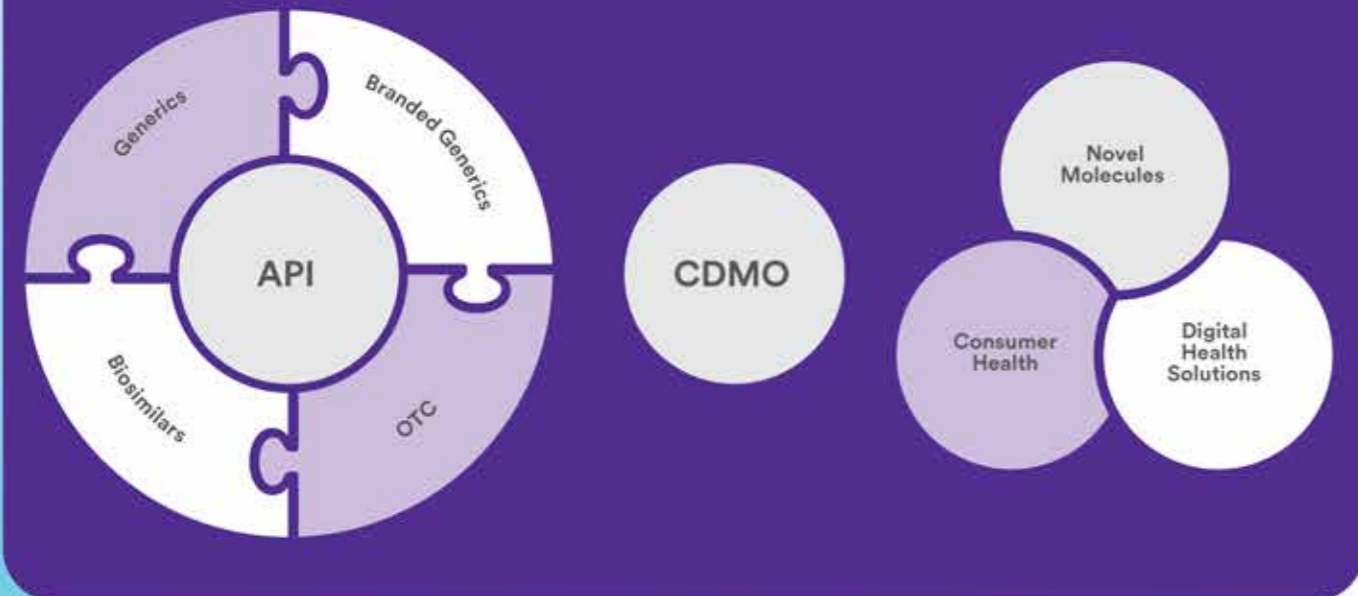 Generics
Branded Generics
API
Biosimilars
OTC
CDMO
Novel
Molecules
Consumer
Health
Digital
Health
Solutions